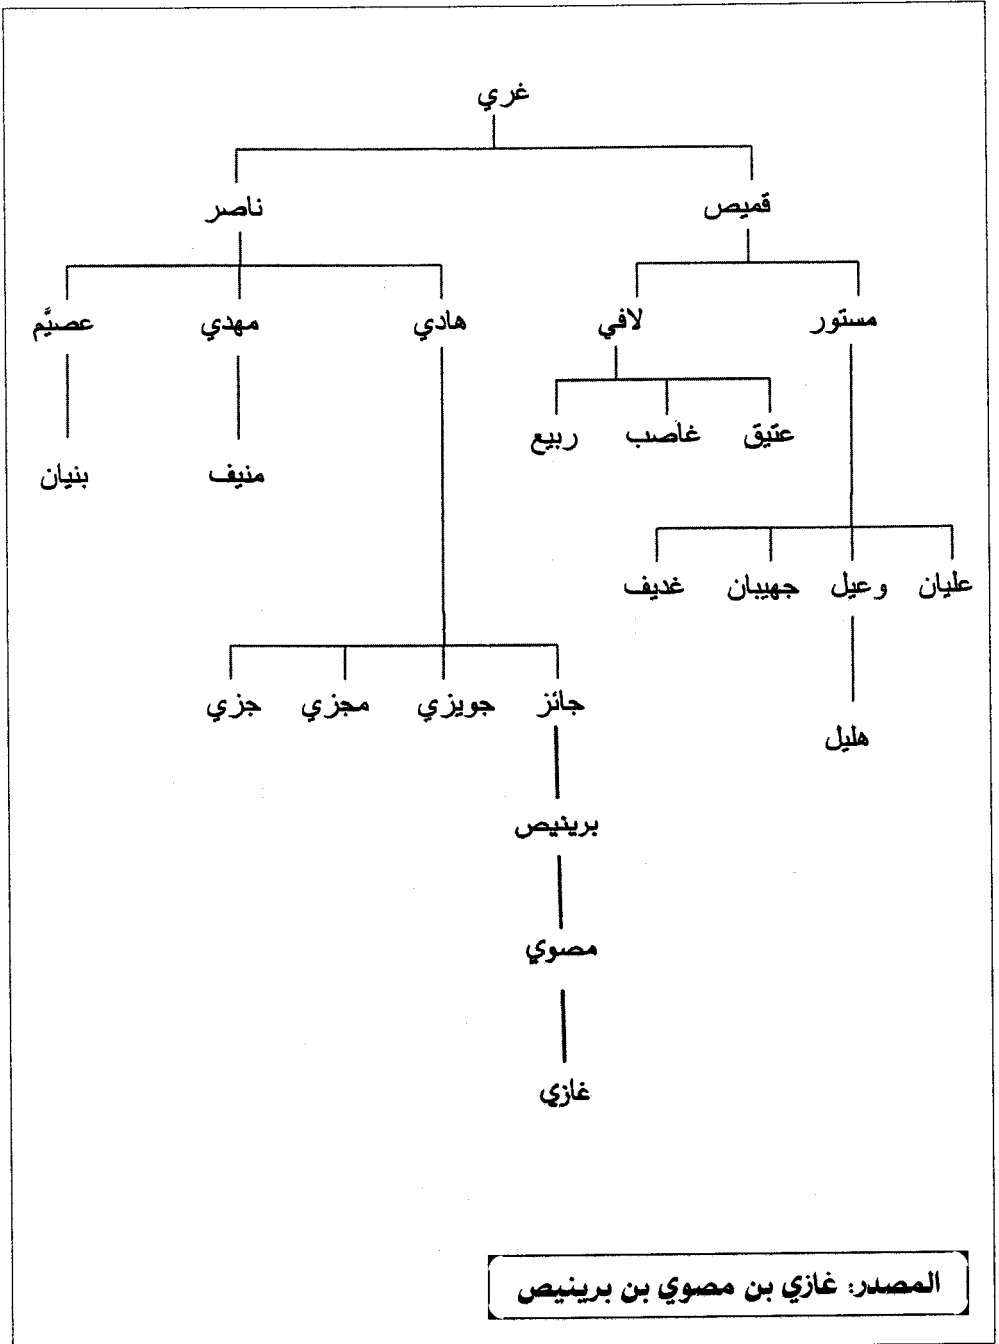 غري
قميص ناصر
مستور لافي هادي مهدي عصيَّم
عتيق غاصب ربيع
منيف بنيان
عليان وعيل جهيبان غديف
جائز جويزي مجزي جزي
هليل
برينيص
مصوي
غازي
المصدر: غازي بن مصوي بن برينيص